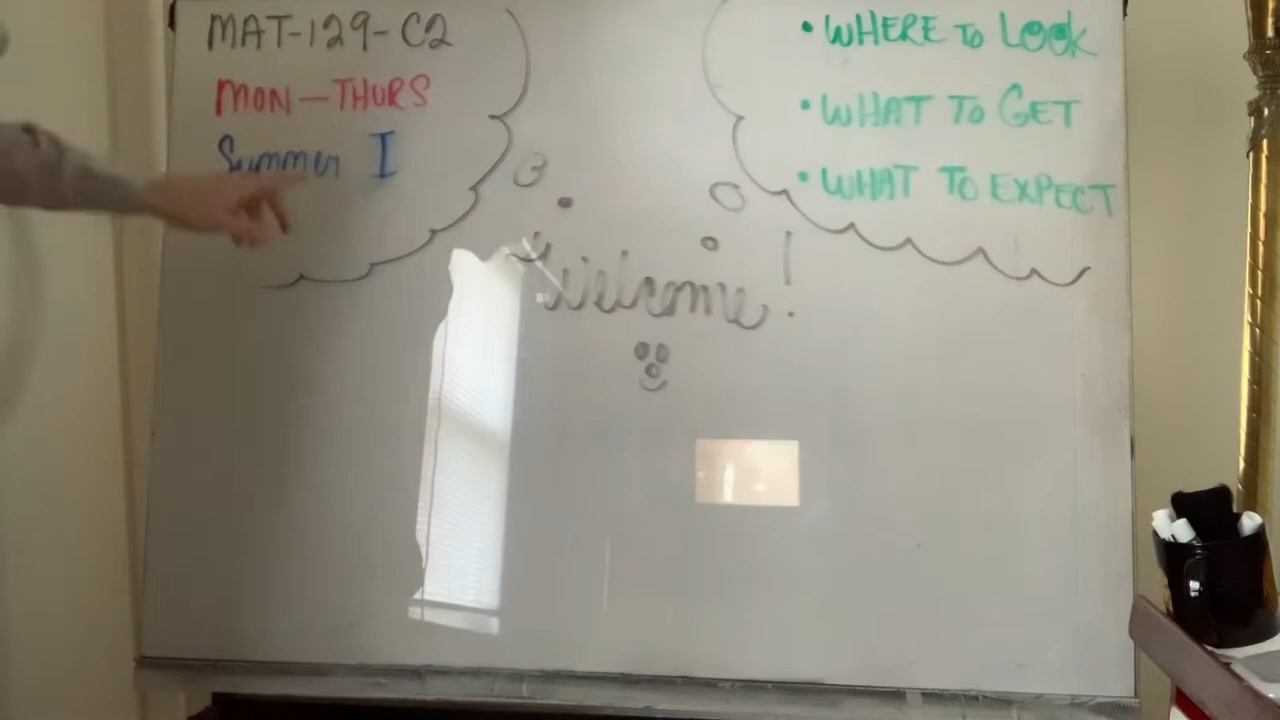 MAT-129-C2
MON-THURS
Summer I
• WHERE To Look
• WHAT TO GET
• WHAT TO EXPECT
Welcome!